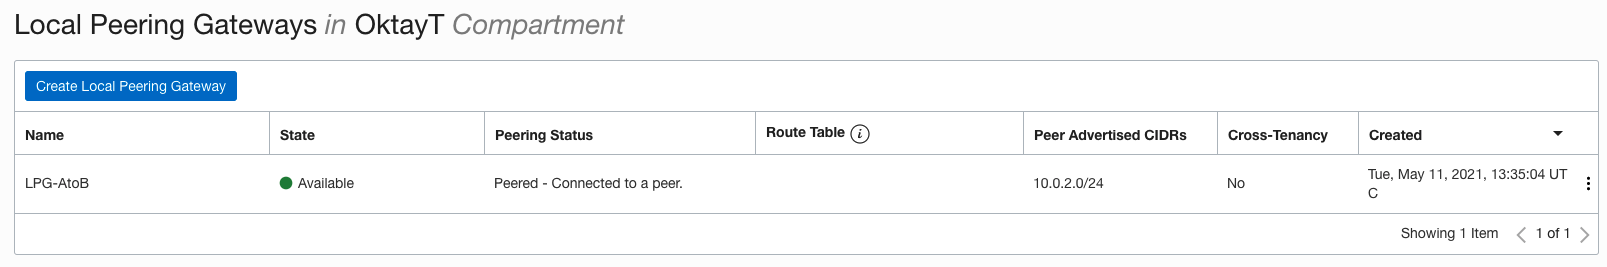 Local Peering Gateways in OktayT Compartment
Create Local Peering Gateway
Name State Peering Status Route Table i Peer Advertised CIDRs Cross-Tenancy Created
LPG-AtoB Available Peered - Connected to a peer. 10.0.2.0/24 No Tue, May 11, 2021, 13:35:04 UT
C
Showing 1 Item 1 of 1